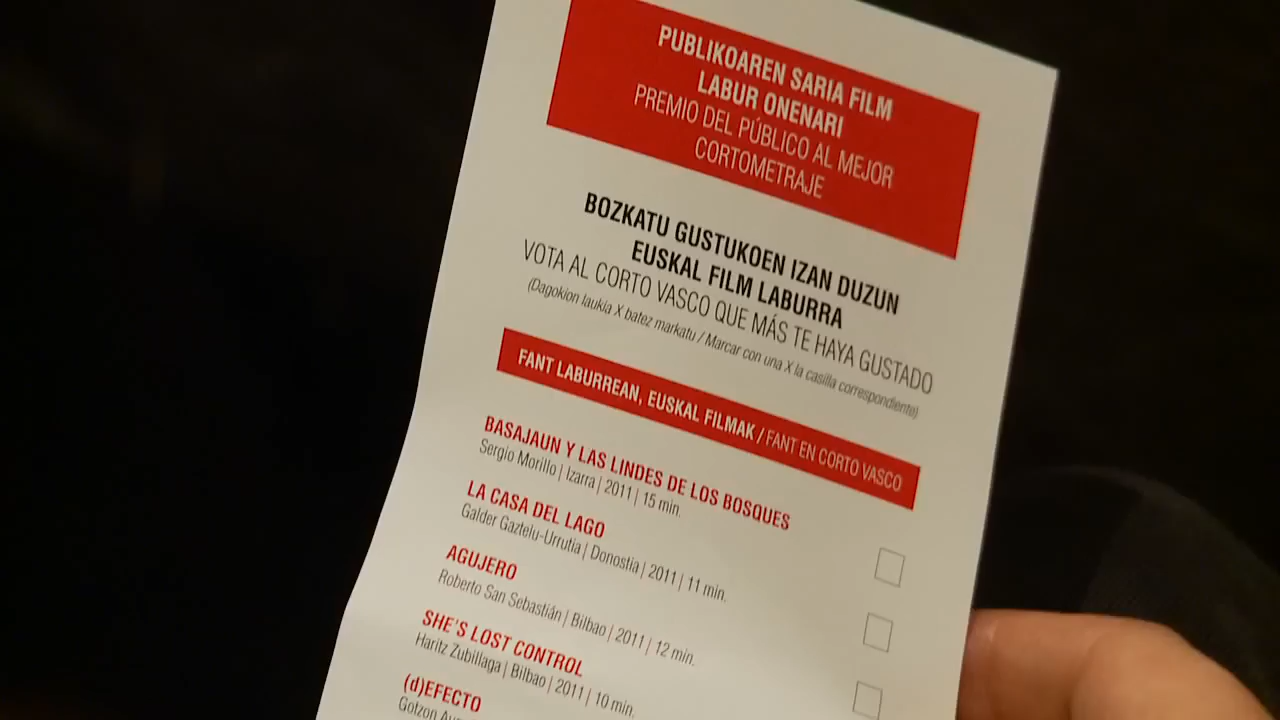 PUBLIKOAREN SARIA FILM
LABUR ONENARI
PREMIO DEL PÚBLICO AL MEJOR
CORTOMETRAJE
BOZKATU GUSTUKOEN IZAN DUZUN
EUSKAL FILM LABURRA
VOTA AL CORTO VASCO QUE MÁS TE HAYA GUSTADO
(Dagokion laukia X batez markatu / Marcar con una X la casilla correspondiente)
FANT LABURREAN, EUSKAL FILMAK / FANT EN CORTO VASCO
BASAJAUN Y LAS LINDES DE LOS BOSQUES
Sergio Morillo | Izarra | 2011 | 15 min.
LA CASA DEL LAGO
Galder Gaztelu-Urrutia | Donostia | 2011 | 11 min.
AGUJERO
Roberto San Sebastián | Bilbao | 2011 | 12 min.
SHE'S LOST CONTROL
Haritz Zubillaga | Bilbao | 2011 | 10 min.
(d)EFECTO
Gotzon